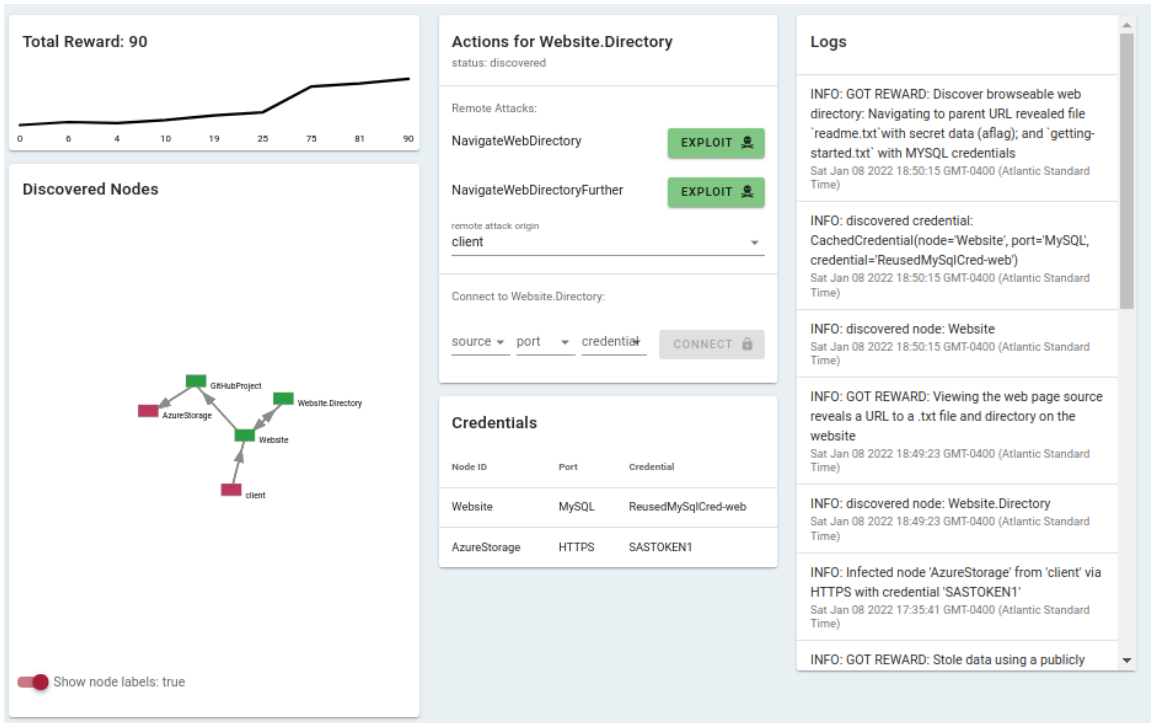 Total Reward: 90
0 6 4 10 19 25 75 81 90
Discovered Nodes
GitHubProject
AzureStorage
Website.Directory
Website
client
Show node labels: true
Actions for Website.Directory
status: discovered
Remote Attacks:
NavigateWebDirectory
EXPLOIT
NavigateWebDirectoryFurther
EXPLOIT
remote attack origin
client
Connect to Website.Directory:
source port credential CONNECT
Credentials
Node ID Port Credential
Website MySQL ReusedMySqlCred-web
AzureStorage HTTPS SASTOKEN1
Logs
INFO: GOT REWARD: Discover browseable web
directory: Navigating to parent URL revealed file
`readme.txt`with secret data (aflag); and `getting-
started.txt` with MYSQL credentials
Sat Jan 08 2022 18:50:15 GMT-0400 (Atlantic Standard
Time)
INFO: discovered credential:
CachedCredential(node='Website', port='MySQL',
credential='ReusedMySqlCred-web')
Sat Jan 08 2022 18:50:15 GMT-0400 (Atlantic Standard
Time)
INFO: discovered node: Website
Sat Jan 08 2022 18:50:15 GMT-0400 (Atlantic Standard
Time)
INFO: GOT REWARD: Viewing the web page source
reveals a URL to a .txt file and directory on the
website
Sat Jan 08 2022 18:49:23 GMT-0400 (Atlantic Standard
Time)
INFO: discovered node: Website.Directory
Sat Jan 08 2022 18:49:23 GMT-0400 (Atlantic Standard
Time)
INFO: Infected node 'AzureStorage' from 'client' via
HTTPS with credential 'SASTOKEN1'
Sat Jan 08 2022 17:35:41 GMT-0400 (Atlantic Standard
Time)
INFO: GOT REWARD: Stole data using a publicly